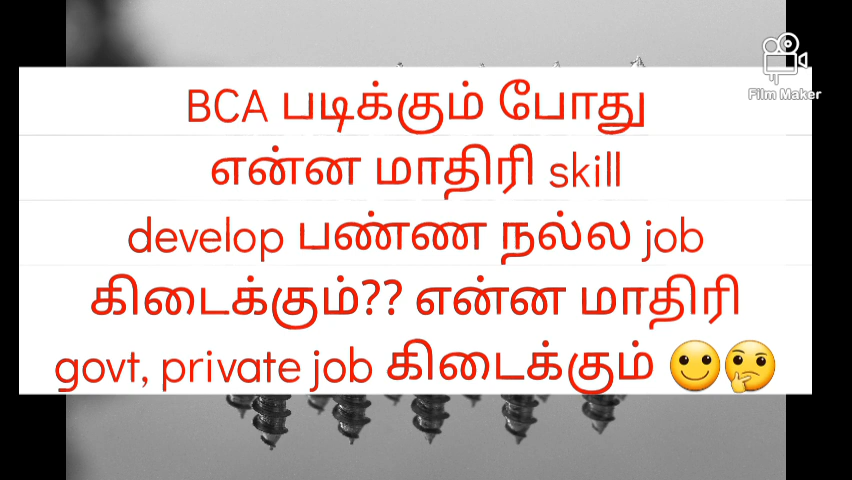 Film Maker
BCA படிக்கும் போது
என்ன மாதிரி skill
develop பண்ண நல்ல job
கிடைக்கும்?? என்ன மாதிரி
govt, private job கிடைக்கும் 🙂🤔